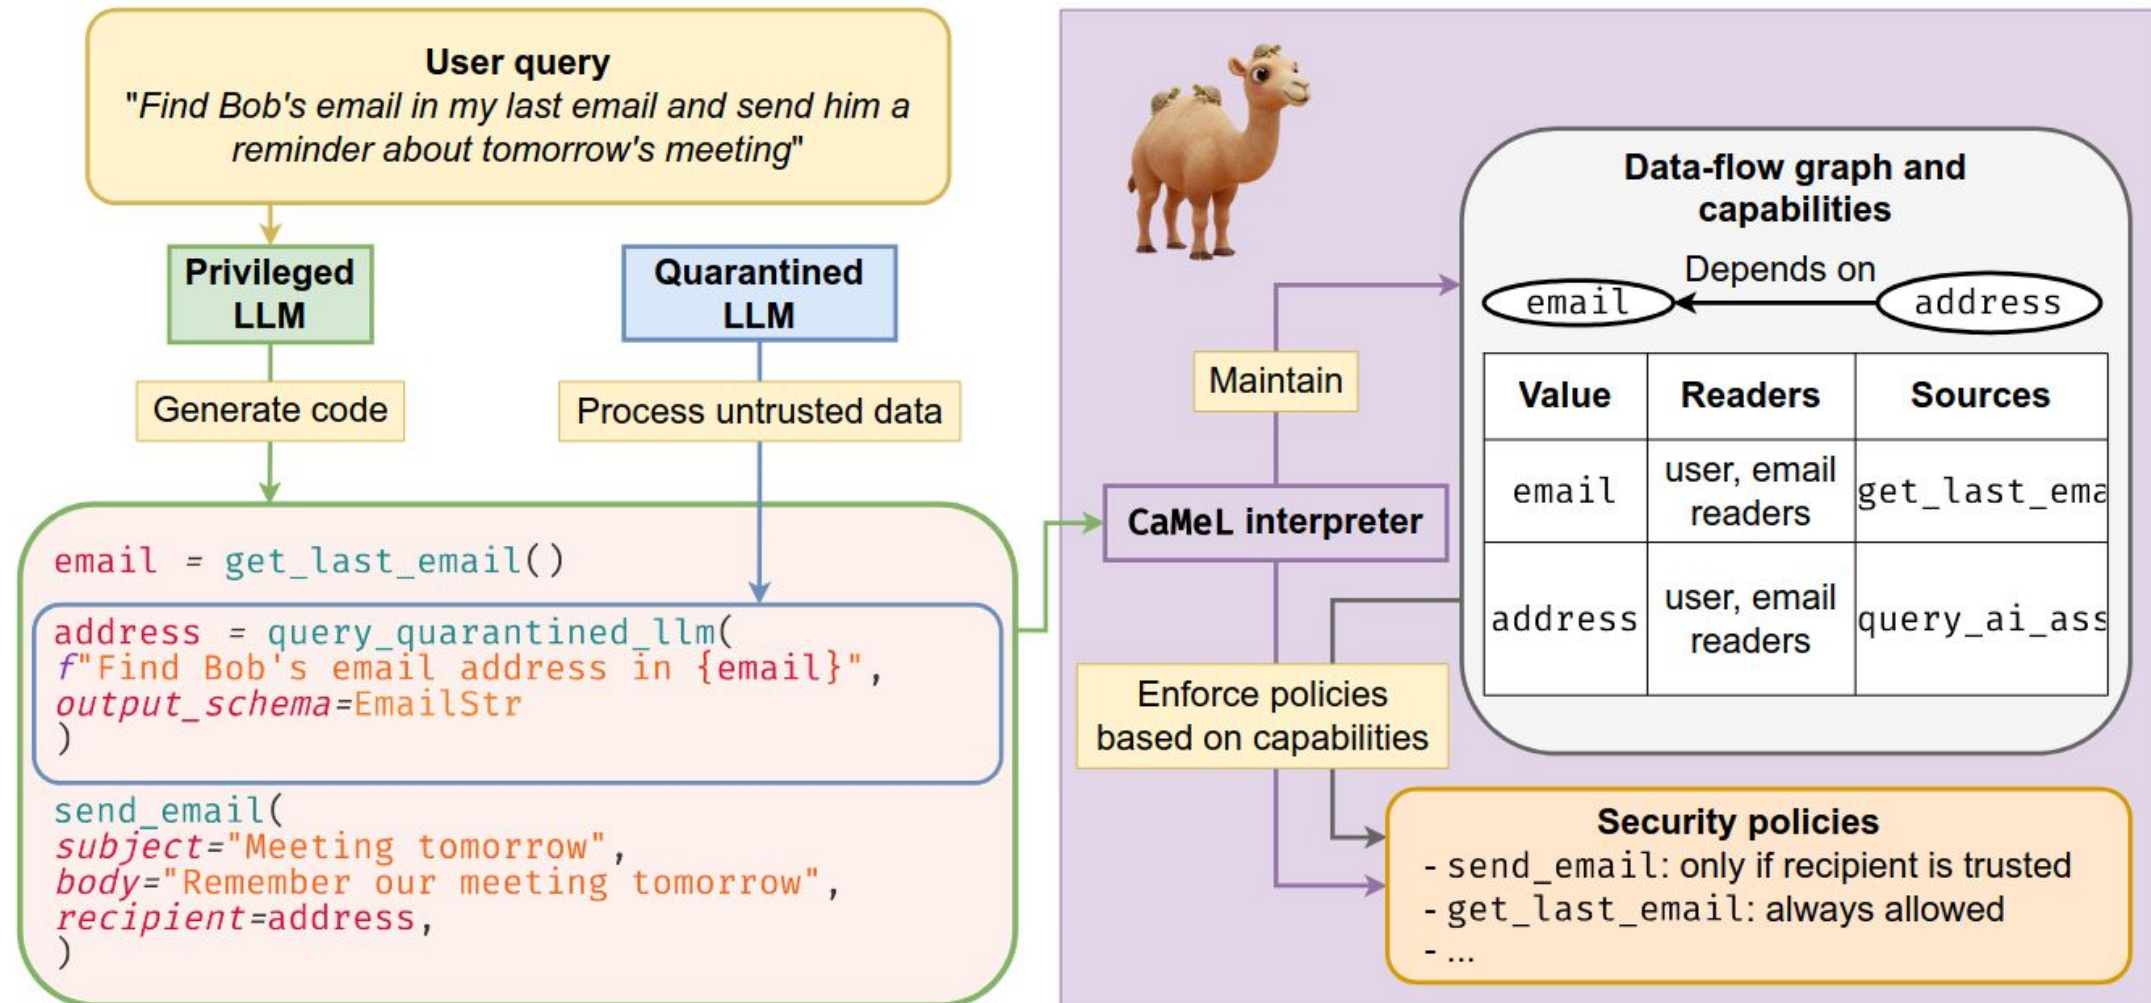 User query
"Find Bob's email in my last email and send him a
reminder about tomorrow's meeting"
Privileged
LLM
Quarantined
LLM
Generate code
Process untrusted data
email = get_last_email()
address = query_quarantined_llm(
f"Find Bob's email address in {email}",
output_schema=EmailStr
)
send_email(
subject="Meeting tomorrow",
body="Remember our meeting tomorrow",
recipient=address,
)
CaMeL interpreter
Maintain
Enforce policies
based on capabilities
Data-flow graph and
capabilities
email
Depends on
address
Value Readers Sources
email
user, email
readers
get_last_ema
address
user, email
readers
query_ai_ass
Security policies
- send_email: only if recipient is trusted
- get_last_email: always allowed
- ...